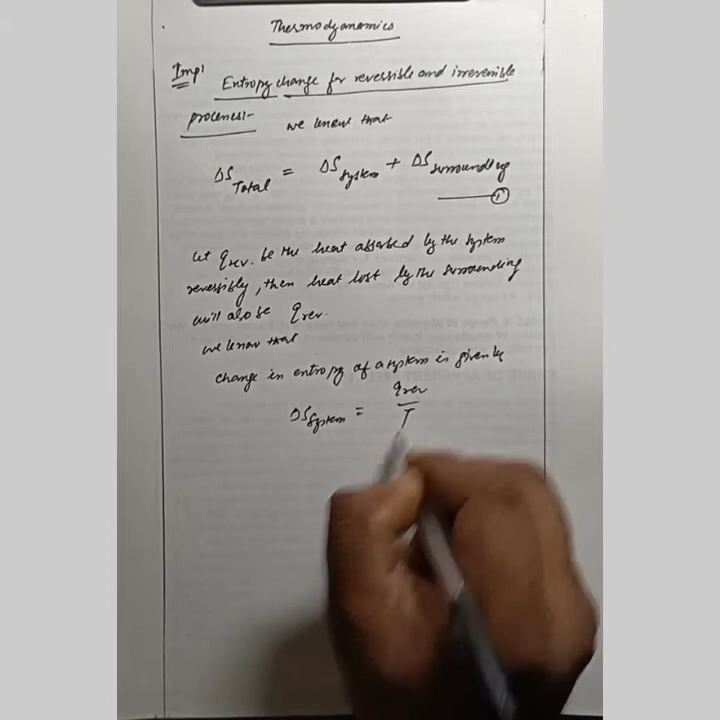 Thermodyanamics
Imp!
Entropy change for reversible and irreversible
process:- we know that
ΔS Total = ΔS system + ΔS surrounding
①
Let qrev. be the heat absorbed by the system
reversibly, then heat lost by the surrounding
will also be qrev.
we know that
change in entropy of a system is given by
ΔS system = qrev / T